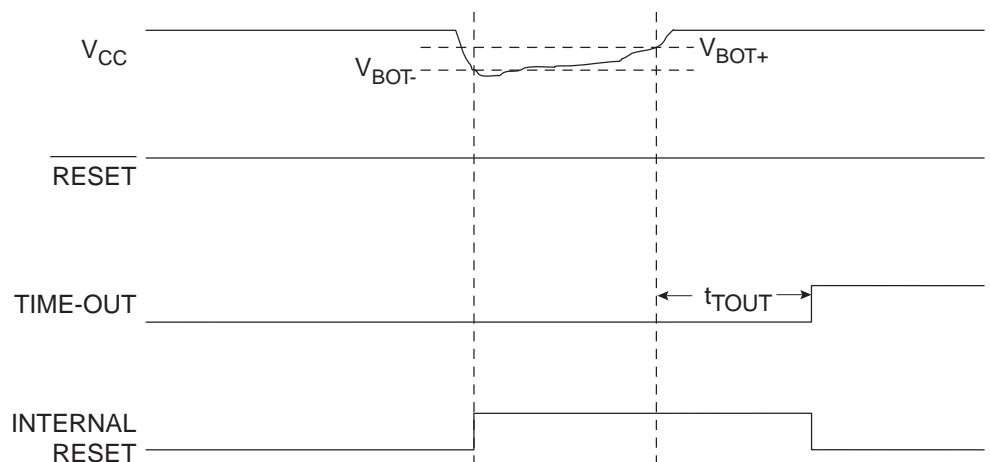 VCC
VBOT-
VBOT+
RESET
TIME-OUT
tTOUT
INTERNAL
RESET